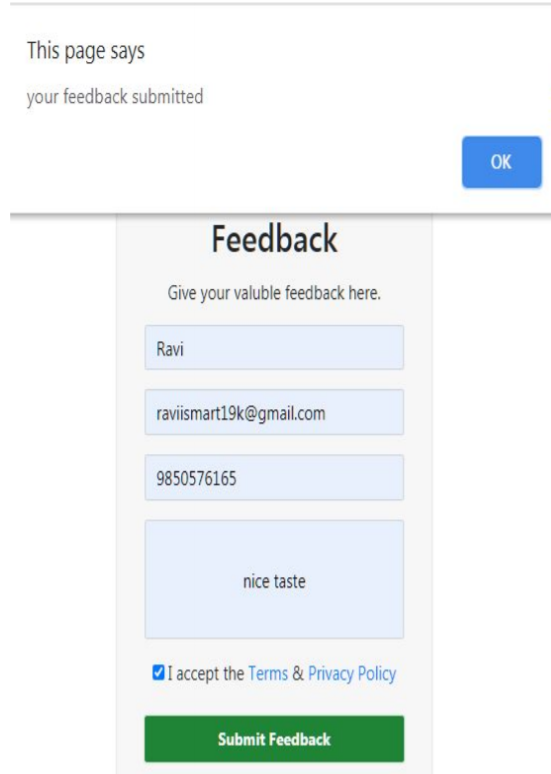 This page says
your feedback submitted
OK
Feedback
Give your valuble feedback here.
Ravi
raviismart19k@gmail.com
9850576165
nice taste
I accept the Terms & Privacy Policy
Submit Feedback